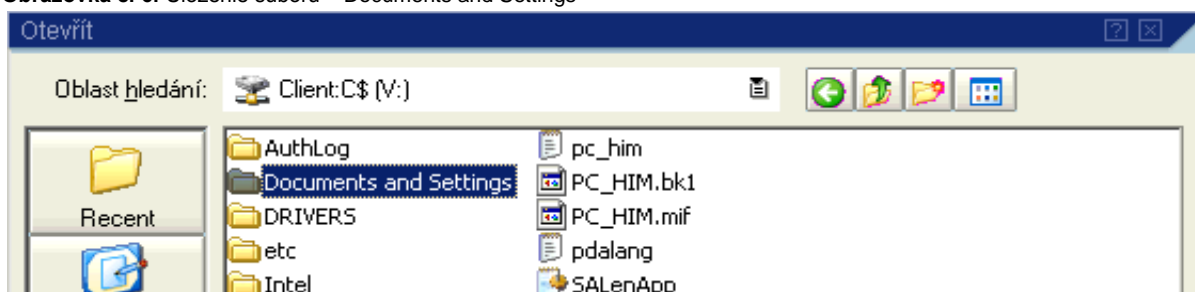 Otevřít
Oblast hledání: Client:C$ (V:)
AuthLog pc_him
Documents and Settings PC_HIM.bk1
Recent DRIVERS PC_HIM.mif
etc pdalang
Intel SALenApp